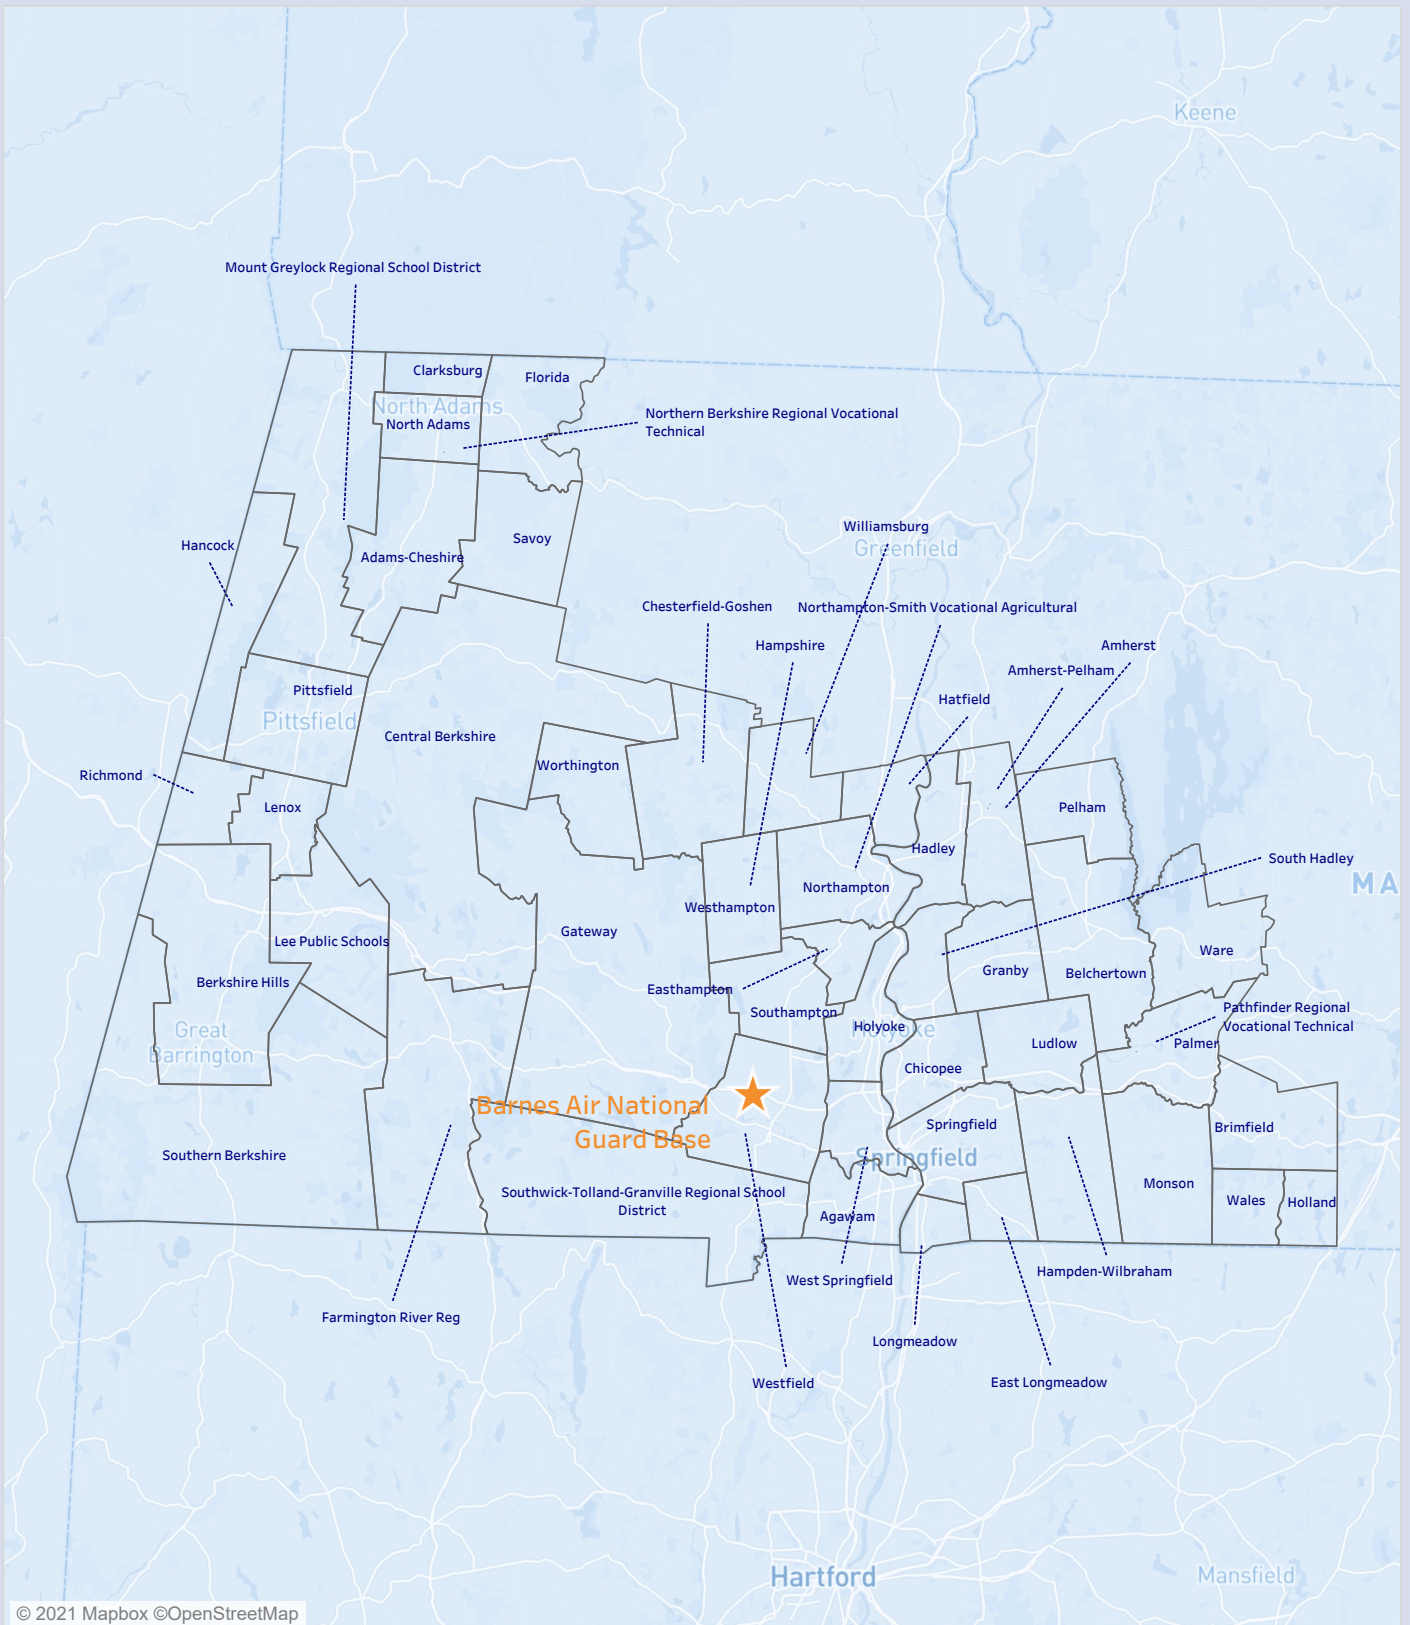 Keene
Mount Greylock Regional School District
Clarksburg
Florida
North Adams
North Adams
Northern Berkshire Regional Vocational
Technical
Williamsburg
Greenfield
Savoy
Hancock
Adams-Cheshire
Chesterfield-Goshen
Northampton-Smith Vocational Agricultural
Hampshire
Amherst
Amherst-Pelham
Hatfield
Pittsfield
Pittsfield
Central Berkshire
Worthington
Richmond
Lenox
Pelham
Hadley
South Hadley
MA
Northampton
Westhampton
Gateway
Lee Public Schools
Ware
Granby
Belchertown
Berkshire Hills
Easthampton
Southampton
Pathfinder Regional
Vocational Technical
Great
Barrington
Holyoke
Holyoke
Ludlow
Palmer
Chicopee
Barnes Air National
Guard Base
Springfield
Brimfield
Southern Berkshire
Springfield
Monson
Southwick-Tolland-Granville Regional School
District
Wales
Holland
Agawam
West Springfield
Hampden-Wilbraham
Farmington River Reg
Longmeadow
Westfield
East Longmeadow
Hartford
Mansfield
© 2021 Mapbox ©OpenStreetMap